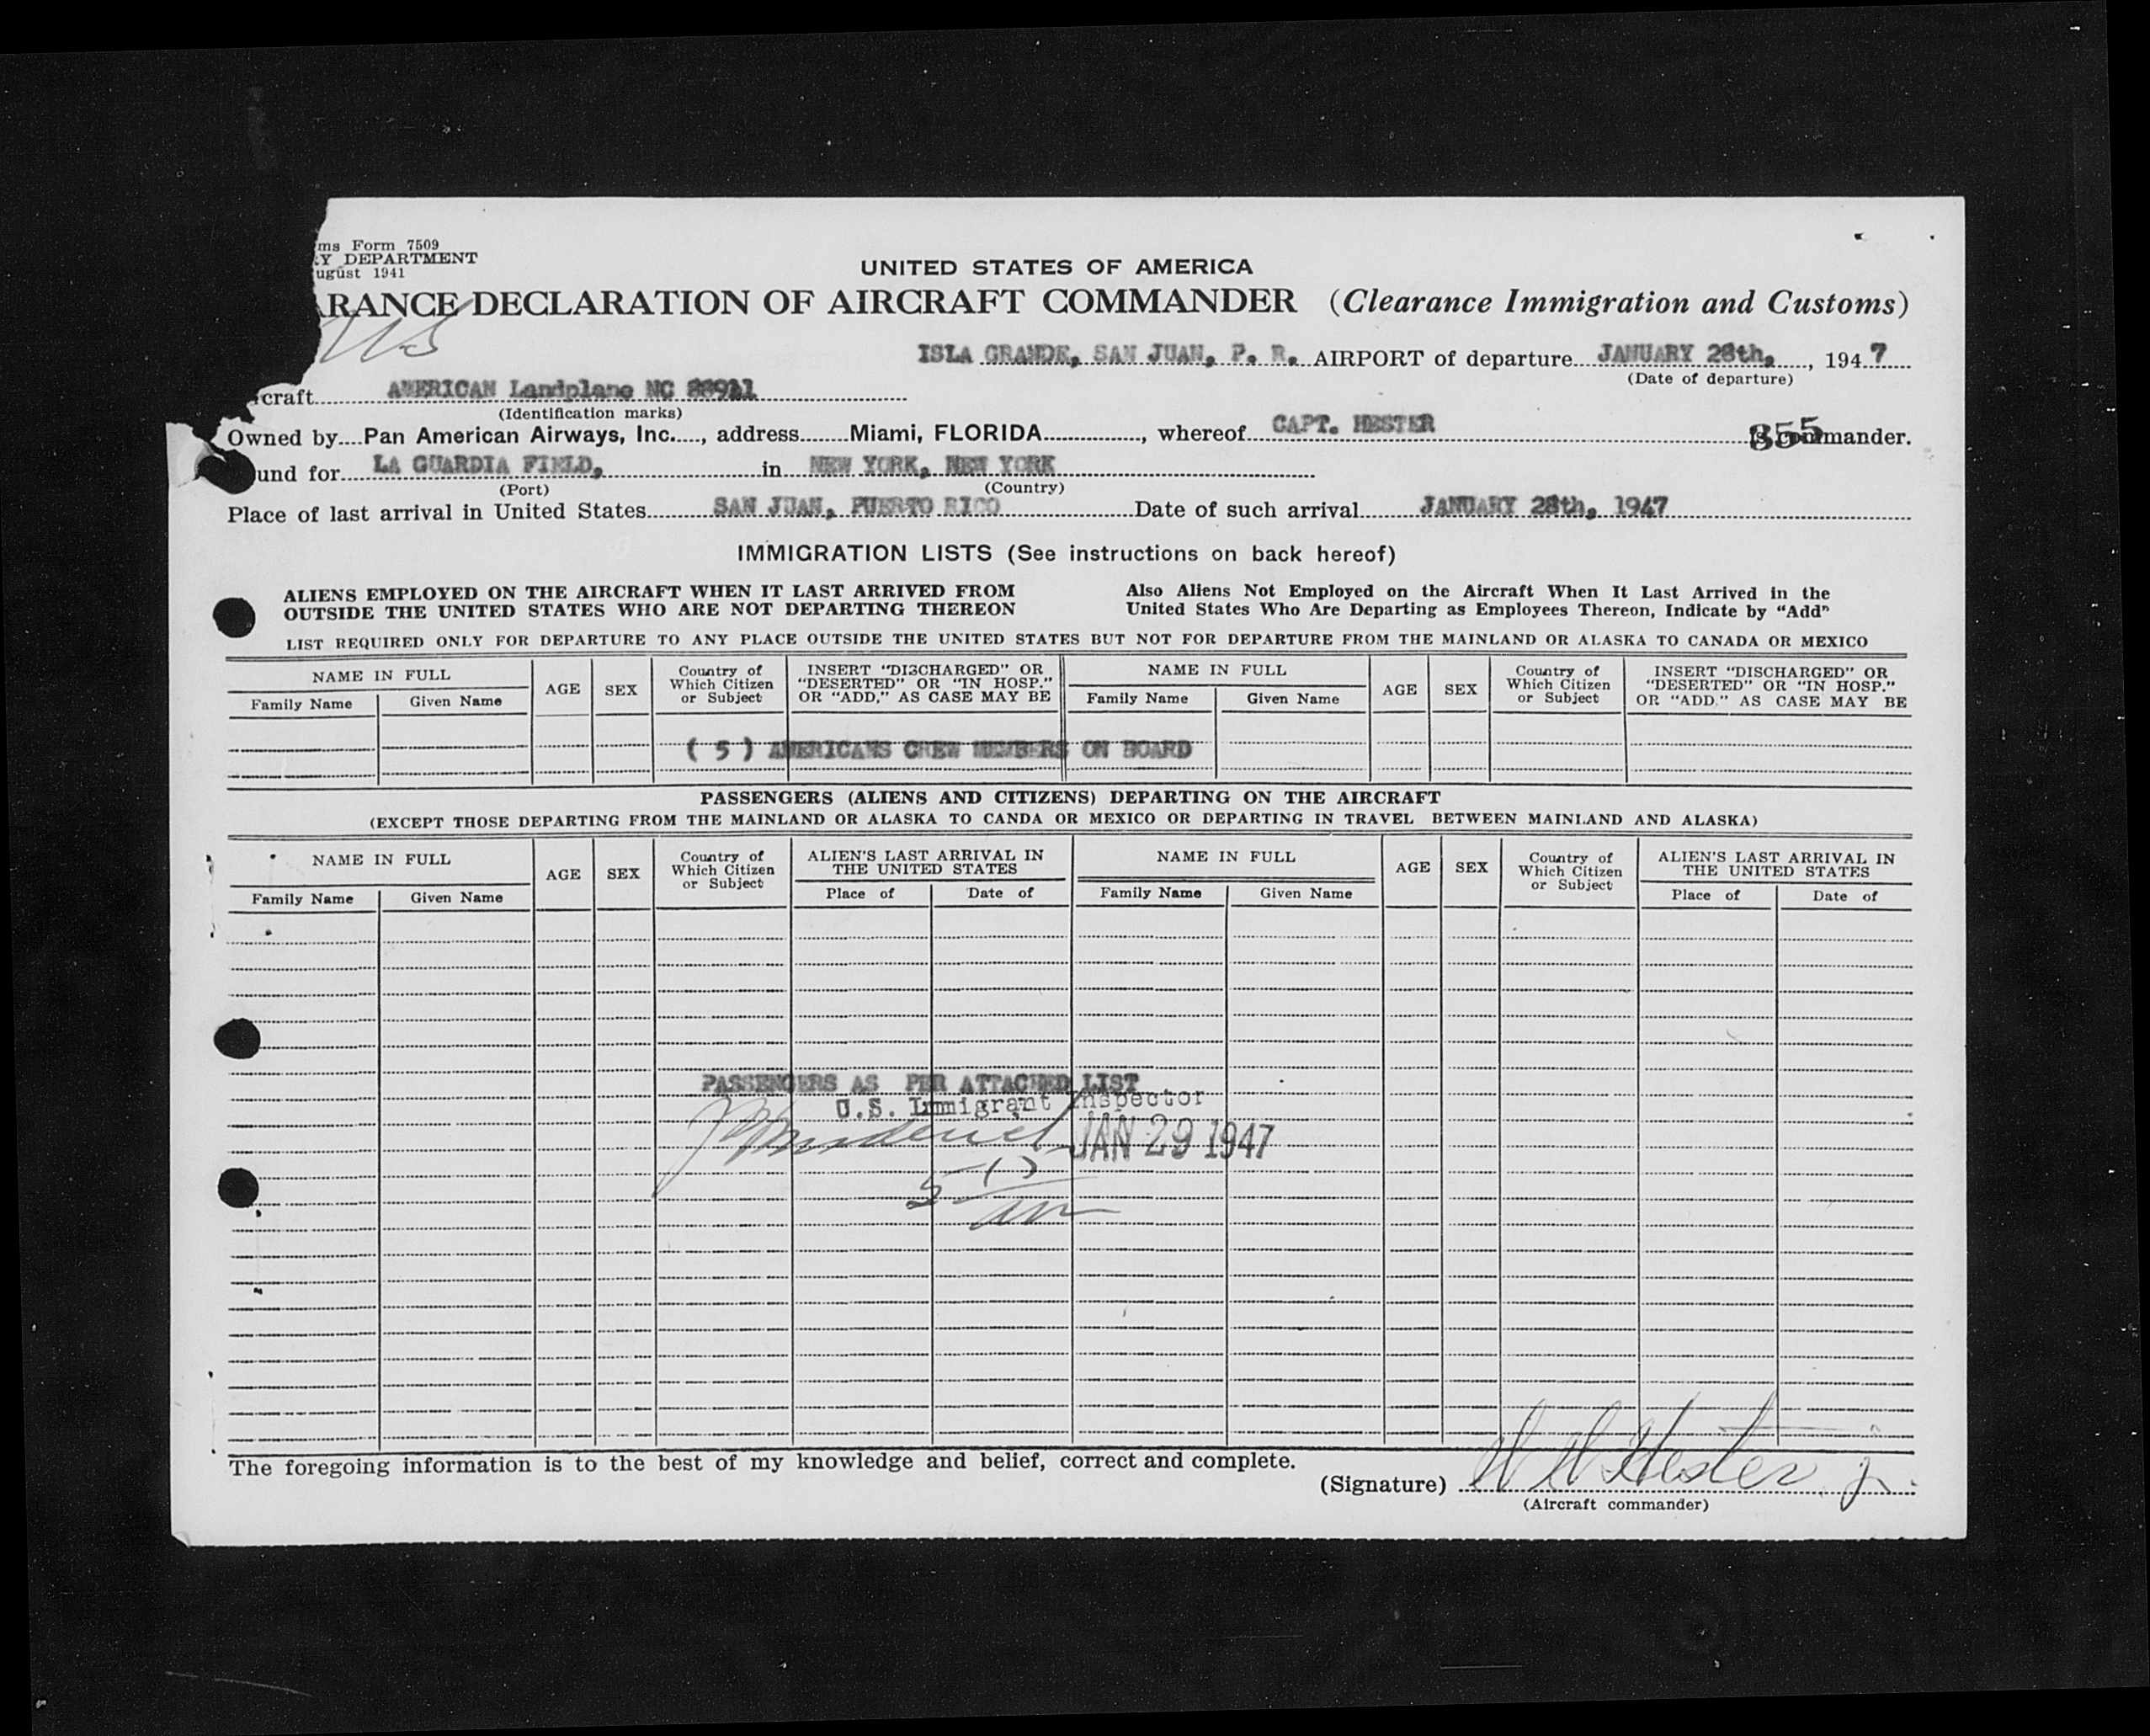 ms Form 7509
Y DEPARTMENT
ugust 1941
UNITED STATES OF AMERICA
RANCE DECLARATION OF AIRCRAFT COMMANDER (Clearance Immigration and Customs)
ISLA GRANDE, SAN JUAN, P. R. AIRPORT of departure JANUARY 28th, , 1947
(Date of departure)
craft AMERICAN Landplane NC
(Identification marks)
Owned by Pan American Airways, Inc. , address Miami, FLORIDA , whereof CAPT. HESTER is commander.
355
und for LA GUARDIA FIELD, in NEW YORK, NEW YORK
(Port) (Country)
Place of last arrival in United States SAN JUAN, PUERTO RICO Date of such arrival JANUARY 28th, 1947
IMMIGRATION LISTS (See instructions on back hereof)
ALIENS EMPLOYED ON THE AIRCRAFT WHEN IT LAST ARRIVED FROM
OUTSIDE THE UNITED STATES WHO ARE NOT DEPARTING THEREON
Also Aliens Not Employed on the Aircraft When It Last Arrived in the
United States Who Are Departing as Employees Thereon, Indicate by "Add"
LIST REQUIRED ONLY FOR DEPARTURE TO ANY PLACE OUTSIDE THE UNITED STATES BUT NOT FOR DEPARTURE FROM THE MAINLAND OR ALASKA TO CANADA OR MEXICO
NAME IN FULL
Family Name Given Name
AGE
SEX
Country of
Which Citizen
or Subject
INSERT "DISCHARGED" OR
"DESERTED" OR "IN HOSP."
OR "ADD," AS CASE MAY BE
NAME IN FULL
Family Name Given Name
AGE
SEX
Country of
Which Citizen
or Subject
INSERT "DISCHARGED" OR
"DESERTED" OR "IN HOSP."
OR "ADD," AS CASE MAY BE
( 5 ) AMERICANS CREW MEMBERS ON BOARD
PASSENGERS (ALIENS AND CITIZENS) DEPARTING ON THE AIRCRAFT
(EXCEPT THOSE DEPARTING FROM THE MAINLAND OR ALASKA TO CANDA OR MEXICO OR DEPARTING IN TRAVEL BETWEEN MAINLAND AND ALASKA)
NAME IN FULL
Family Name Given Name
AGE
SEX
Country of
Which Citizen
or Subject
ALIEN'S LAST ARRIVAL IN
THE UNITED STATES
Place of Date of
NAME IN FULL
Family Name Given Name
AGE
SEX
Country of
Which Citizen
or Subject
ALIEN'S LAST ARRIVAL IN
THE UNITED STATES
Place of Date of
PASSENGERS AS PER ATTACHED LIST
U.S. Immigrant Inspector
JAN 29 1947
The foregoing information is to the best of my knowledge and belief, correct and complete.
(Signature) W W Hester Jr.
(Aircraft commander)